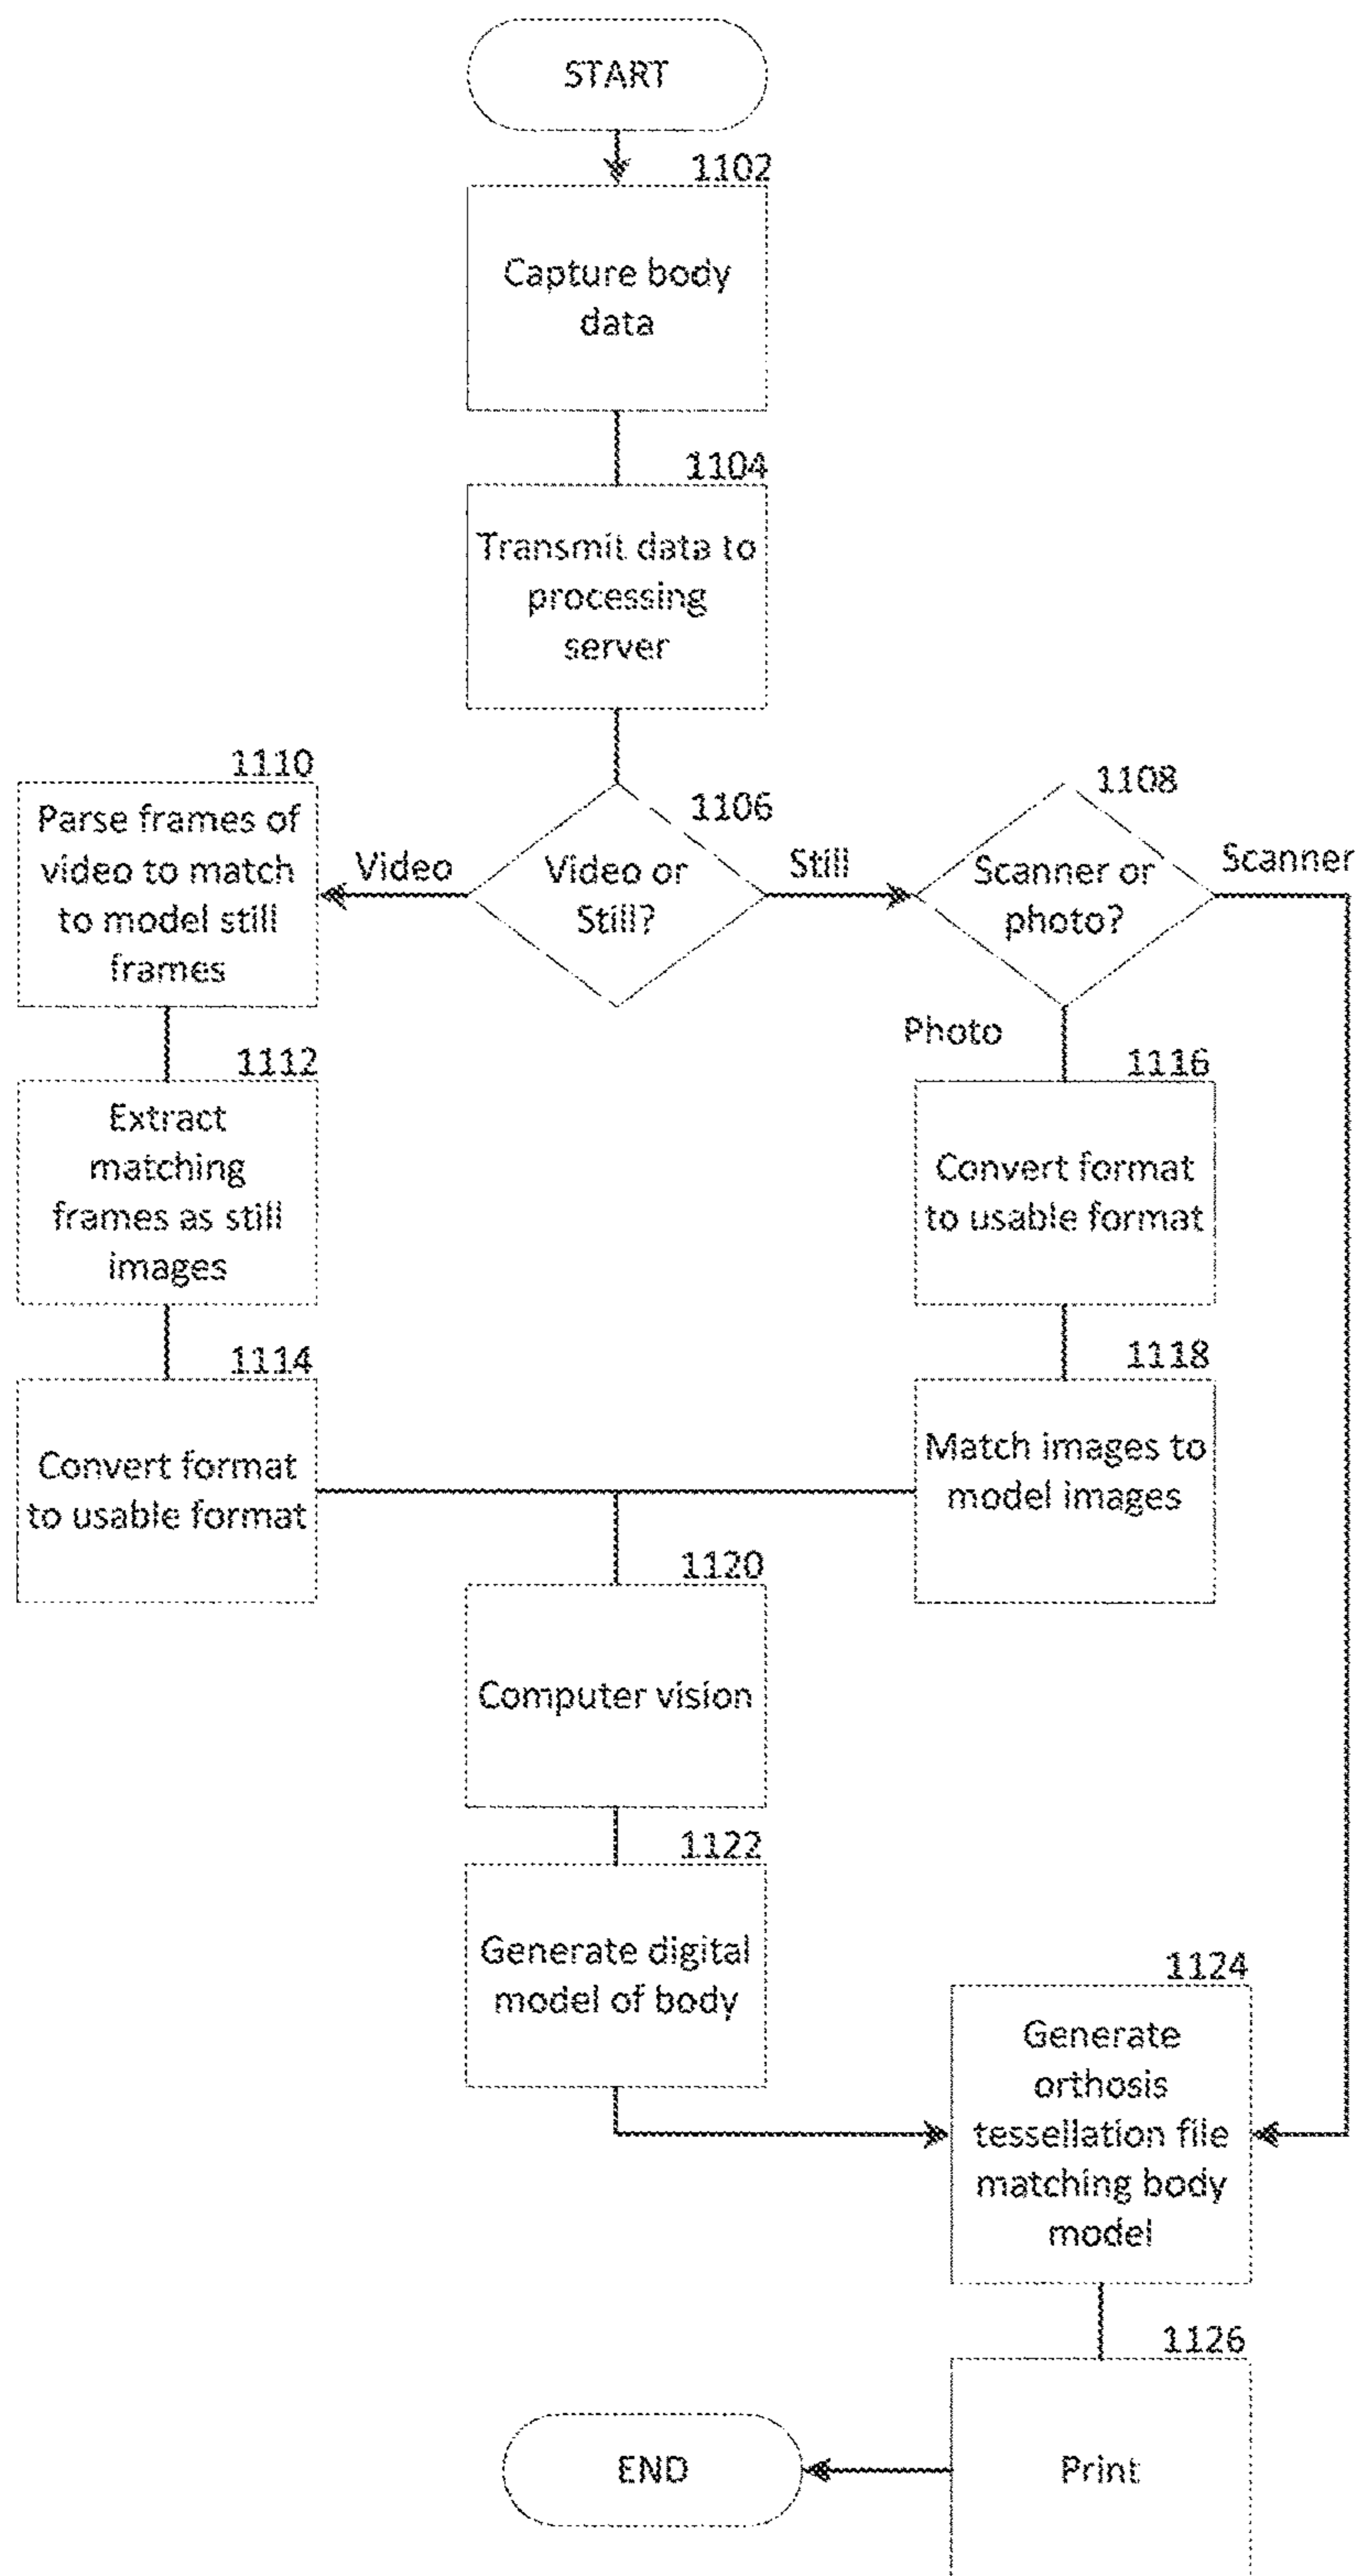 START
1102
Capture body
data
1104
Transmit data to
processing
server
1106
Video or
Still?
Video
Still
1108
Scanner or
photo?
Scanner
Photo
1110
Parse frames of
video to match
to model still
frames
1112
Extract
matching
frames as still
images
1114
Convert format
to usable format
1116
Convert format
to usable format
1118
Match images to
model images
1120
Computer vision
1122
Generate digital
model of body
1124
Generate
orthosis
tessellation file
matching body
model
1126
Print
END